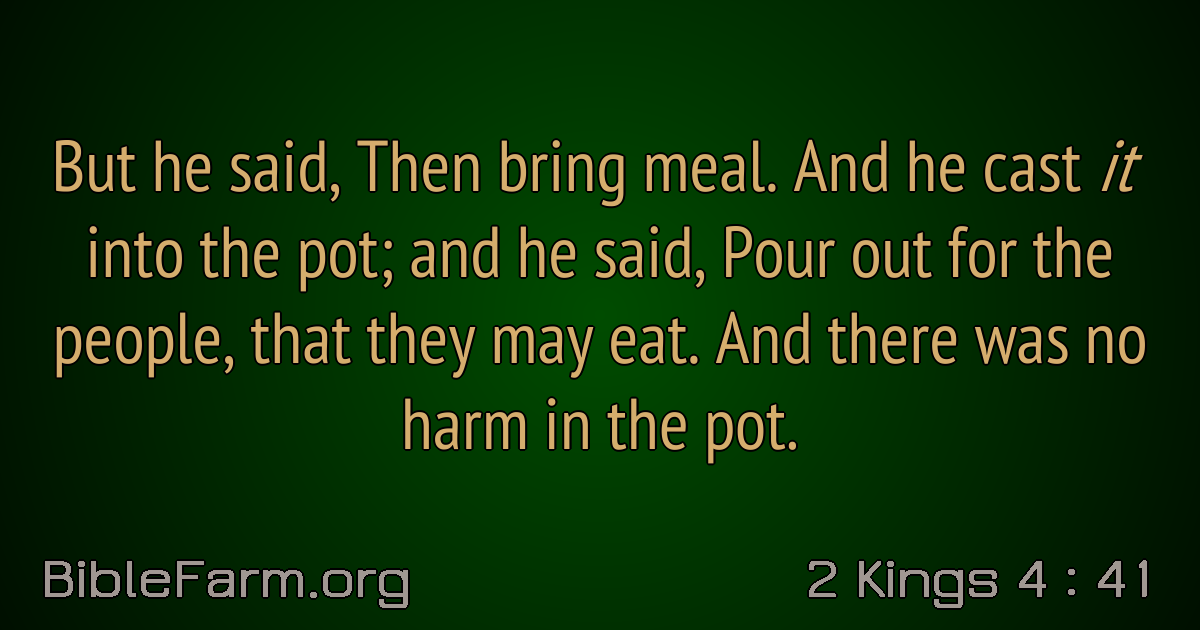 But he said, Then bring meal. And he cast it
into the pot; and he said, Pour out for the
people, that they may eat. And there was no
harm in the pot.
BibleFarm.org
2 Kings 4 : 41